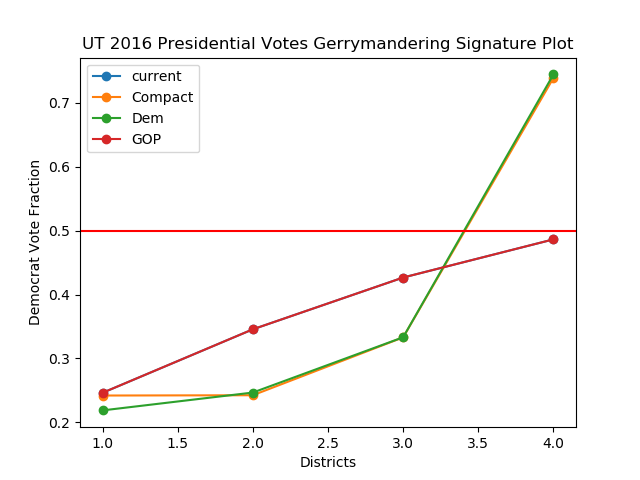 UT 2016 Presidential Votes Gerrymandering Signature Plot
current
Compact
Dem
GOP
Democrat Vote Fraction
0.7
0.6
0.5
0.4
0.3
0.2
1.0 1.5 2.0 2.5 3.0 3.5 4.0
Districts